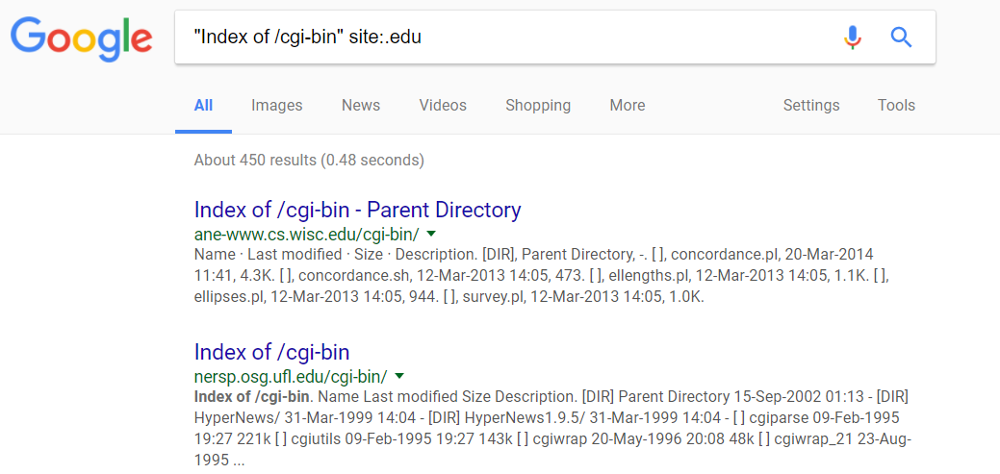 Google
"Index of /cgi-bin" site:.edu
All Images News Videos Shopping More Settings Tools
About 450 results (0.48 seconds)
Index of /cgi-bin - Parent Directory
ane-www.cs.wisc.edu/cgi-bin/
Name · Last modified · Size · Description. [DIR], Parent Directory, -. [ ], concordance.pl, 20-Mar-2014
11:41, 4.3K. [ ], concordance.sh, 12-Mar-2013 14:05, 473. [ ], ellengths.pl, 12-Mar-2013 14:05, 1.1K. [ ],
ellipses.pl, 12-Mar-2013 14:05, 944. [ ], survey.pl, 12-Mar-2013 14:05, 1.0K.
Index of /cgi-bin
nersp.osg.ufl.edu/cgi-bin/
Index of /cgi-bin. Name Last modified Size Description. [DIR] Parent Directory 15-Sep-2002 01:13 - [DIR]
HyperNews/ 31-Mar-1999 14:04 - [DIR] HyperNews1.9.5/ 31-Mar-1999 14:04 - [ ] cgiparse 09-Feb-1995
19:27 221k [ ] cgiutils 09-Feb-1995 19:27 143k [ ] cgiwrap 20-May-1996 20:08 48k [ ] cgiwrap_21 23-Aug-
1995 ...